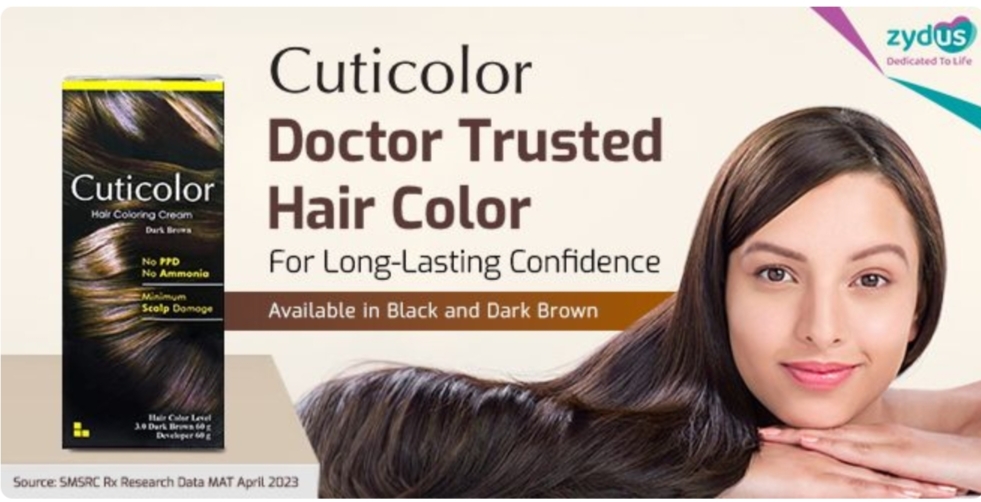 zydus
Dedicated To Life
Cuticolor
Doctor Trusted
Hair Color
For Long-Lasting Confidence
Available in Black and Dark Brown
Cuticolor
Hair Coloring Cream
Dark Brown
No PPD
No Ammonia
Minimum
Scalp Damage
Hair Color Level
3.0 Dark Brown 60 g
Developer 60 g
Source: SMSRC Rx Research Data MAT April 2023